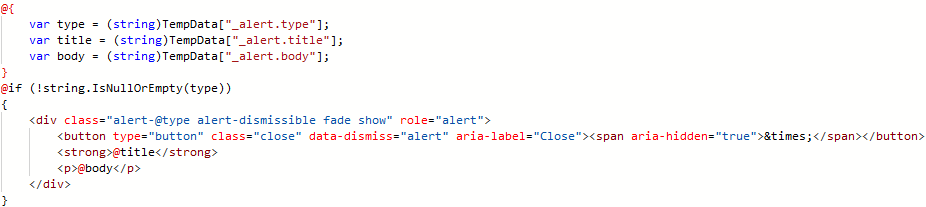 @{
    var type = (string)TempData["_alert.type"];
    var title = (string)TempData["_alert.title"];
    var body = (string)TempData["_alert.body"];
}
@if (!string.IsNullOrEmpty(type))
{
    <div class="alert-@type alert-dismissible fade show" role="alert">
        <button type="button" class="close" data-dismiss="alert" aria-label="Close"><span aria-hidden="true">&times;</span></button>
        <strong>@title</strong>
        <p>@body</p>
    </div>
}